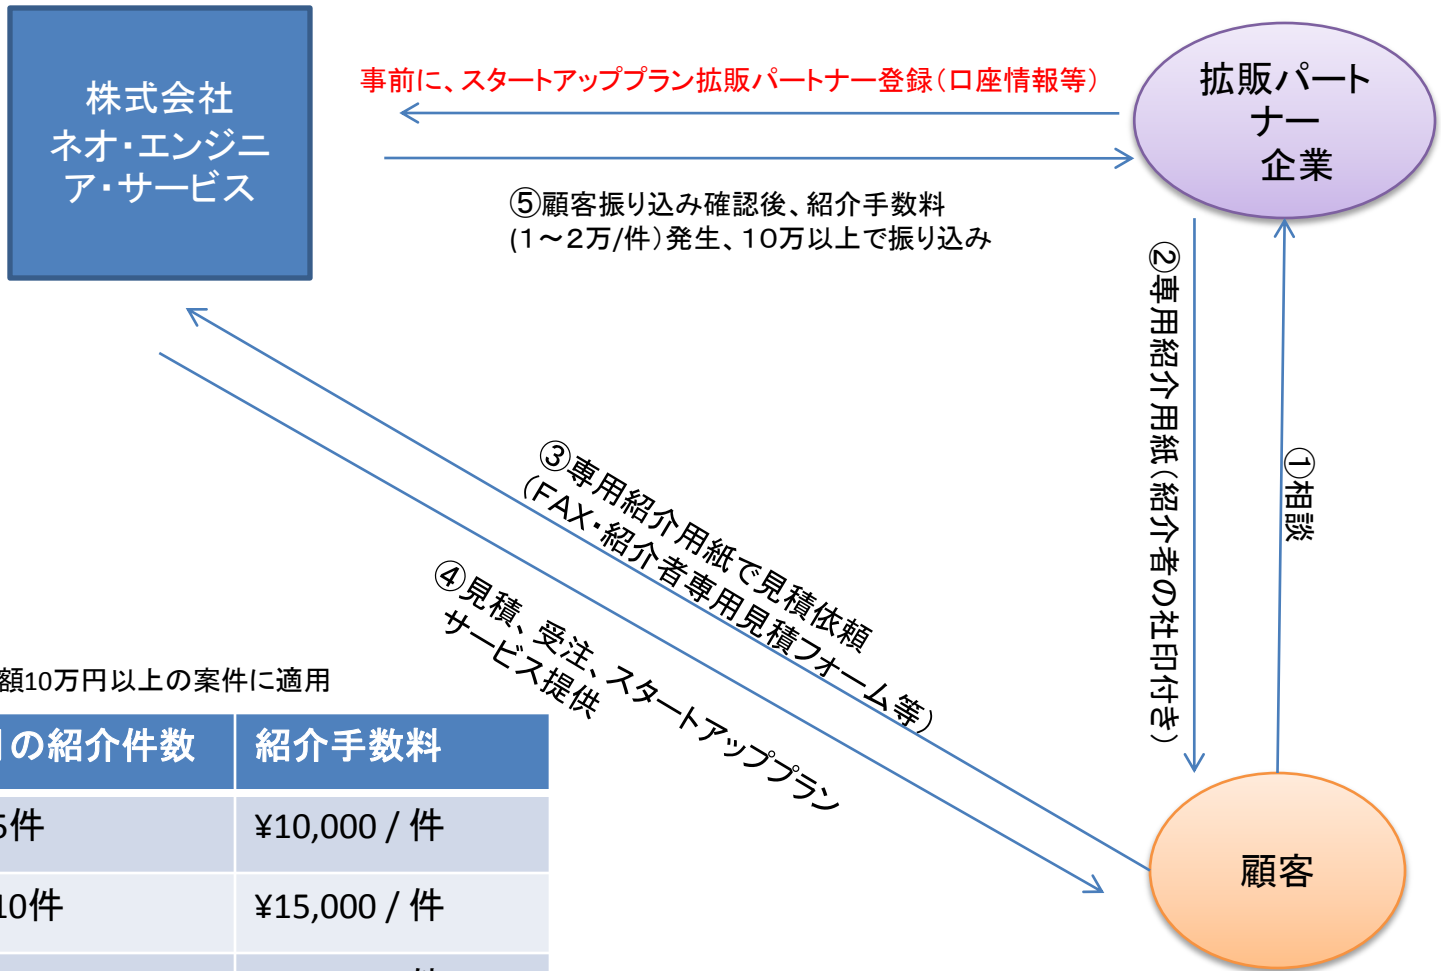 株式会社
ネオ・エンジニ
ア・サービス
事前に、スタートアッププラン拡販パートナー登録（口座情報等）
拡販パート
ナー
企業
⑤顧客振り込み確認後、紹介手数料
(１～２万/件）発生、１０万以上で振り込み
②専用紹介用紙（紹介者の社印付き）
①相談
③専用紹介用紙で見積依頼
（ＦＡＸ・紹介者専用見積フォーム等）
④見積、受注、スタートアッププラン
サービス提供
額10万円以上の案件に適用
の紹介件数 紹介手数料
5件 ¥10,000 / 件
10件 ¥15,000 / 件
件
顧客